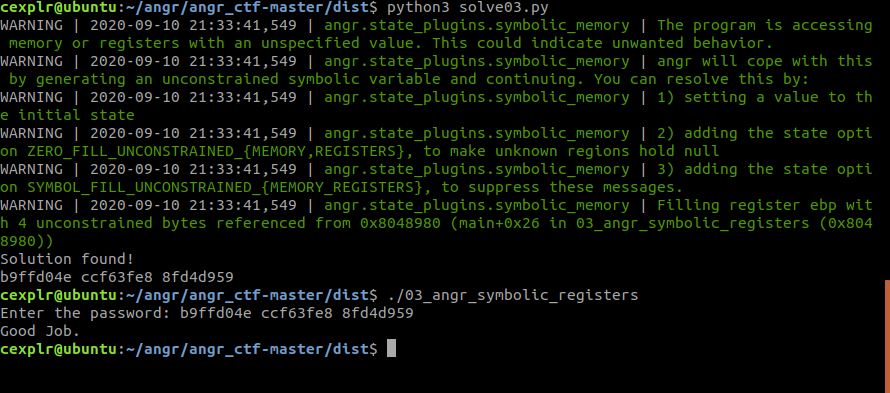 cexplr@ubuntu:~/angr/angr_ctf-master/dist$ python3 solve03.py
WARNING | 2020-09-10 21:33:41,549 | angr.state_plugins.symbolic_memory | The program is accessing
 memory or registers with an unspecified value. This could indicate unwanted behavior.
WARNING | 2020-09-10 21:33:41,549 | angr.state_plugins.symbolic_memory | angr will cope with this
 by generating an unconstrained symbolic variable and continuing. You can resolve this by:
WARNING | 2020-09-10 21:33:41,549 | angr.state_plugins.symbolic_memory | 1) setting a value to th
e initial state
WARNING | 2020-09-10 21:33:41,549 | angr.state_plugins.symbolic_memory | 2) adding the state opti
on ZERO_FILL_UNCONSTRAINED_{MEMORY,REGISTERS}, to make unknown regions hold null
WARNING | 2020-09-10 21:33:41,549 | angr.state_plugins.symbolic_memory | 3) adding the state opti
on SYMBOL_FILL_UNCONSTRAINED_{MEMORY_REGISTERS}, to suppress these messages.
WARNING | 2020-09-10 21:33:41,549 | angr.state_plugins.symbolic_memory | Filling register ebp wit
h 4 unconstrained bytes referenced from 0x8048980 (main+0x26 in 03_angr_symbolic_registers (0x804
8980))
Solution found!
b9ffd04e ccf63fe8 8fd4d959
cexplr@ubuntu:~/angr/angr_ctf-master/dist$ ./03_angr_symbolic_registers
Enter the password: b9ffd04e ccf63fe8 8fd4d959
Good Job.
cexplr@ubuntu:~/angr/angr_ctf-master/dist$